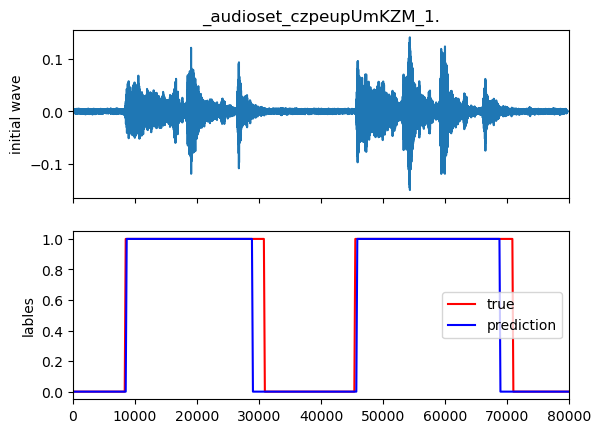 _audioset_czpeupUmKZM_1.
initial wave
0.1
0.0
−0.1
lables
1.0
0.8
0.6
0.4
0.2
0.0
true
prediction
0 10000 20000 30000 40000 50000 60000 70000 80000